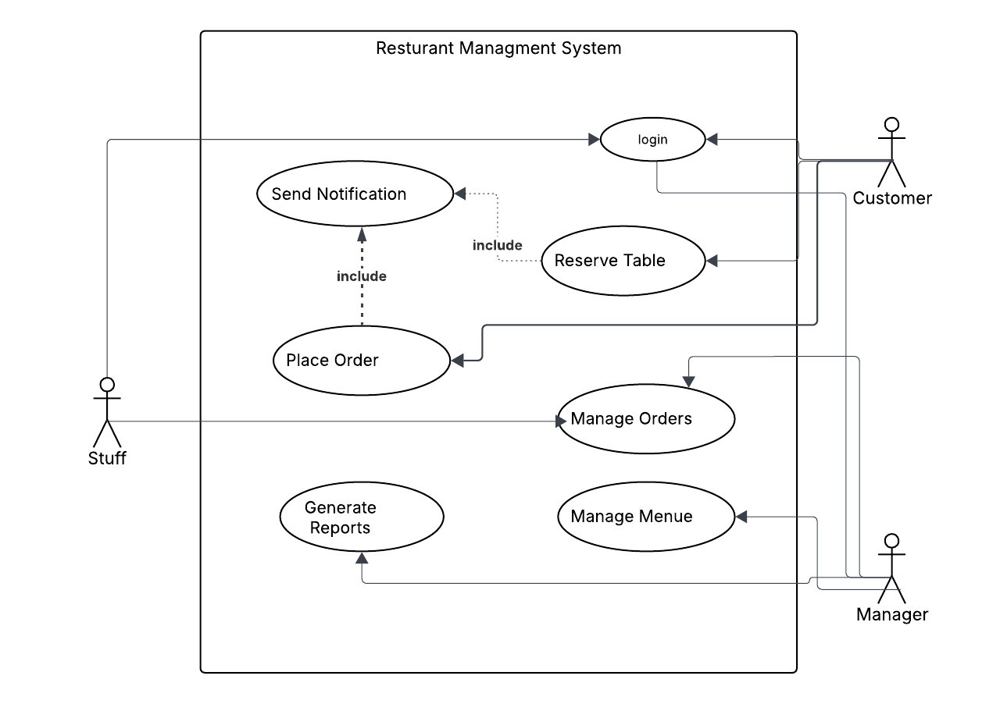 Resturant Managment System
login
Send Notification
Customer
include
Reserve Table
include
Place Order
Manage Orders
Stuff
Generate
Reports
Manage Menue
Manager